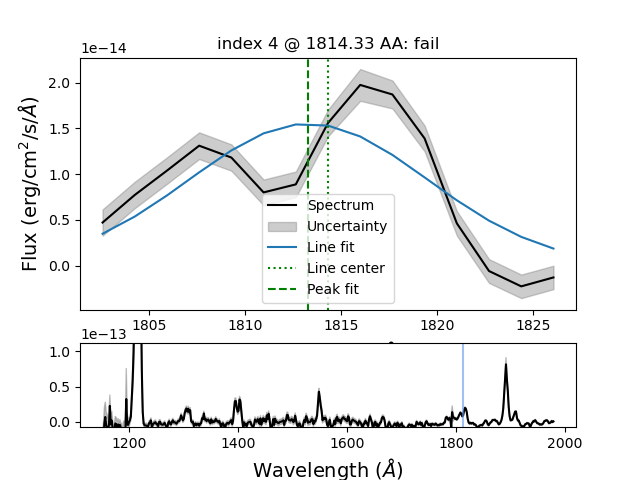 index 4 @ 1814.33 AA: fail
1e−14
2.0
1.5
1.0
0.5
0.0
Flux (erg/cm²/s/Å)
Spectrum
Uncertainty
Line fit
Line center
Peak fit
1805 1810 1815 1820 1825
1e−13
1.0
0.5
0.0
1200 1400 1600 1800 2000
Wavelength (Å)